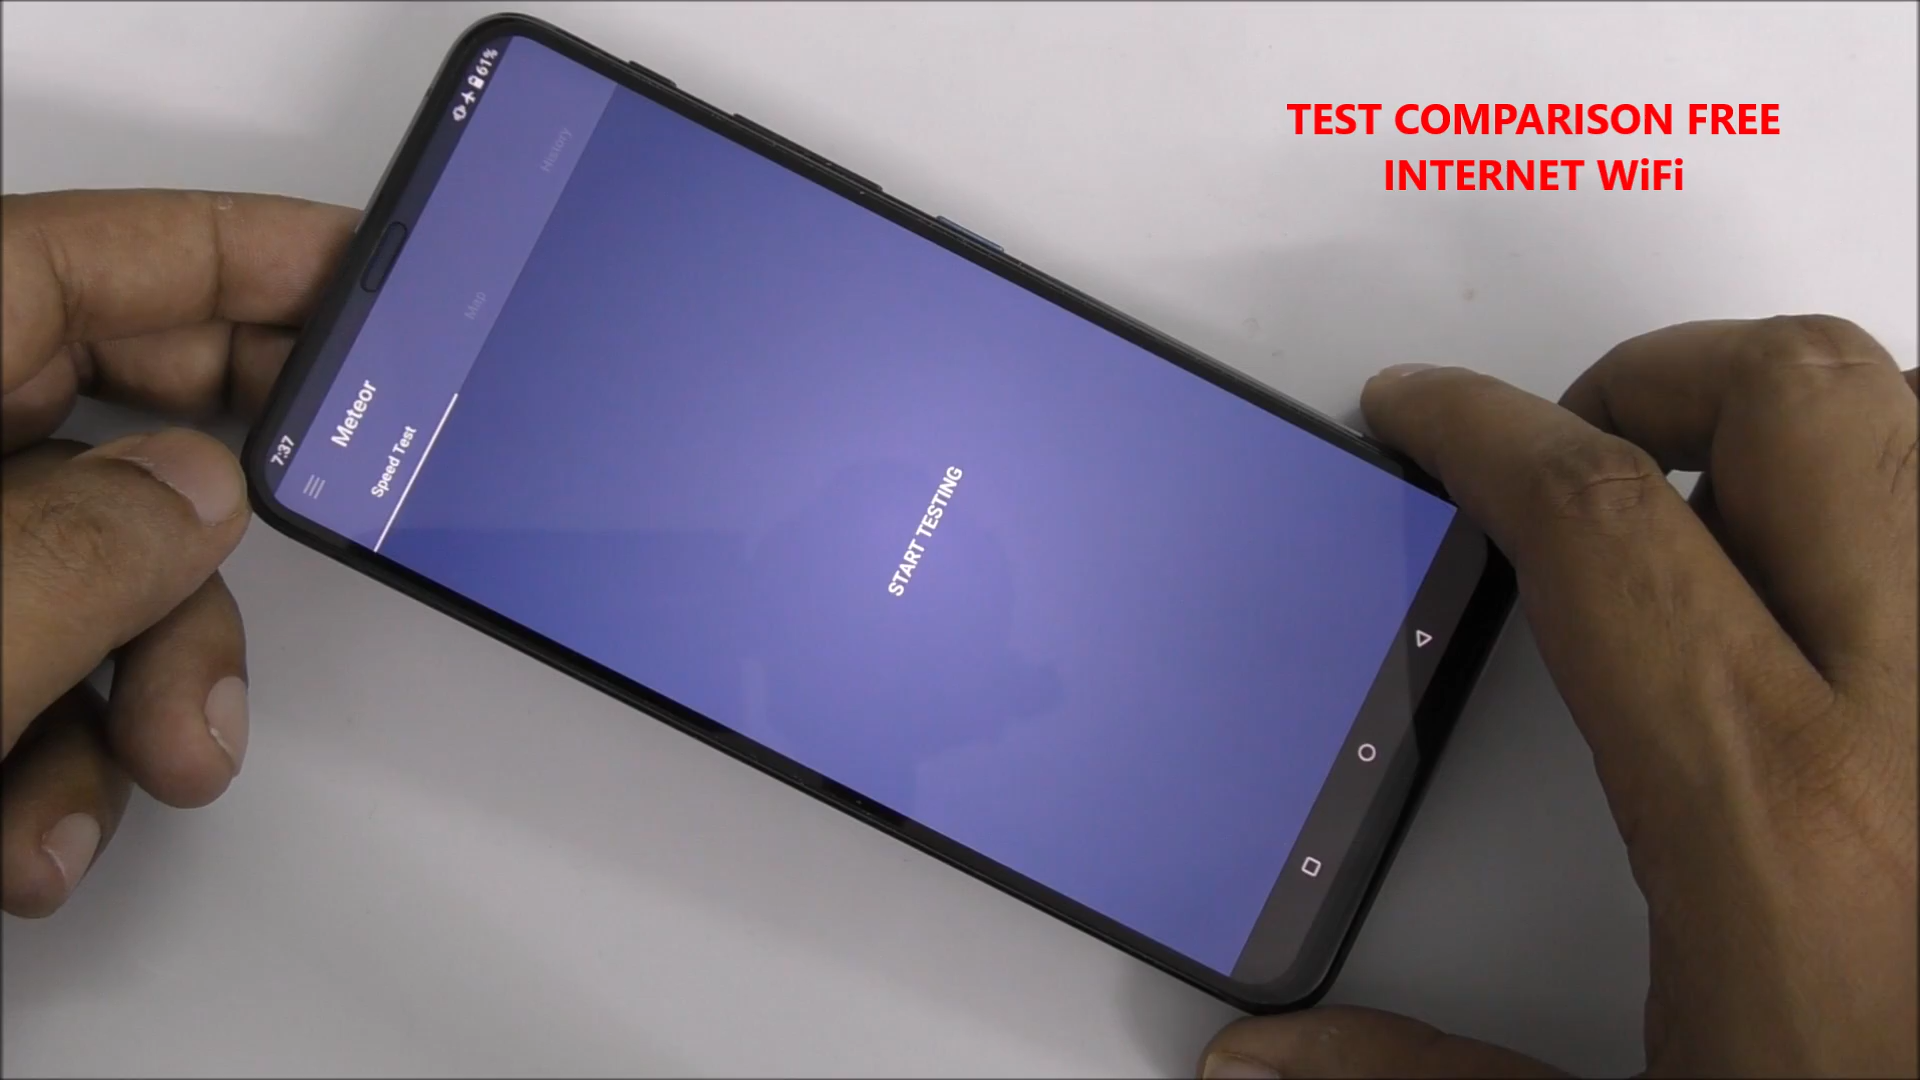 TEST COMPARISON FREE
INTERNET WiFi
7:37
61%
Meteor
Speed Test
Map
History
START TESTING